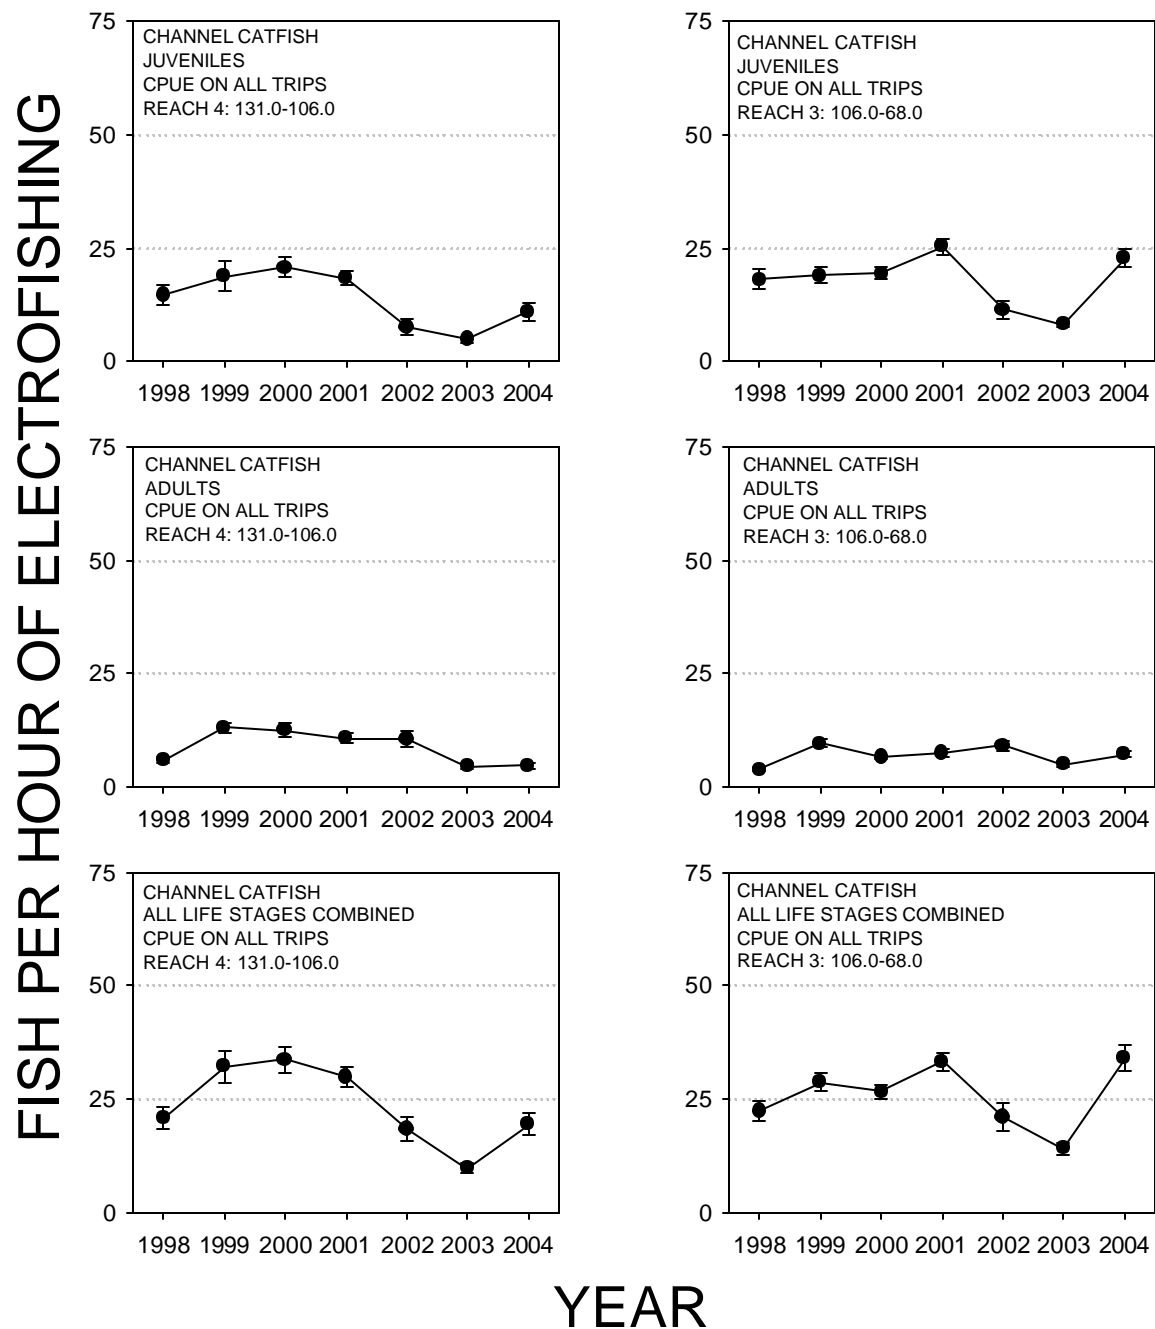 FISH PER HOUR OF ELECTROFISHING
75
50
25
0
CHANNEL CATFISH
JUVENILES
CPUE ON ALL TRIPS
REACH 4: 131.0-106.0
1998 1999 2000 2001 2002 2003 2004
75
50
25
0
CHANNEL CATFISH
JUVENILES
CPUE ON ALL TRIPS
REACH 3: 106.0-68.0
1998 1999 2000 2001 2002 2003 2004
75
50
25
0
CHANNEL CATFISH
ADULTS
CPUE ON ALL TRIPS
REACH 4: 131.0-106.0
1998 1999 2000 2001 2002 2003 2004
75
50
25
0
CHANNEL CATFISH
ADULTS
CPUE ON ALL TRIPS
REACH 3: 106.0-68.0
1998 1999 2000 2001 2002 2003 2004
75
50
25
0
CHANNEL CATFISH
ALL LIFE STAGES COMBINED
CPUE ON ALL TRIPS
REACH 4: 131.0-106.0
1998 1999 2000 2001 2002 2003 2004
75
50
25
0
CHANNEL CATFISH
ALL LIFE STAGES COMBINED
CPUE ON ALL TRIPS
REACH 3: 106.0-68.0
1998 1999 2000 2001 2002 2003 2004
YEAR